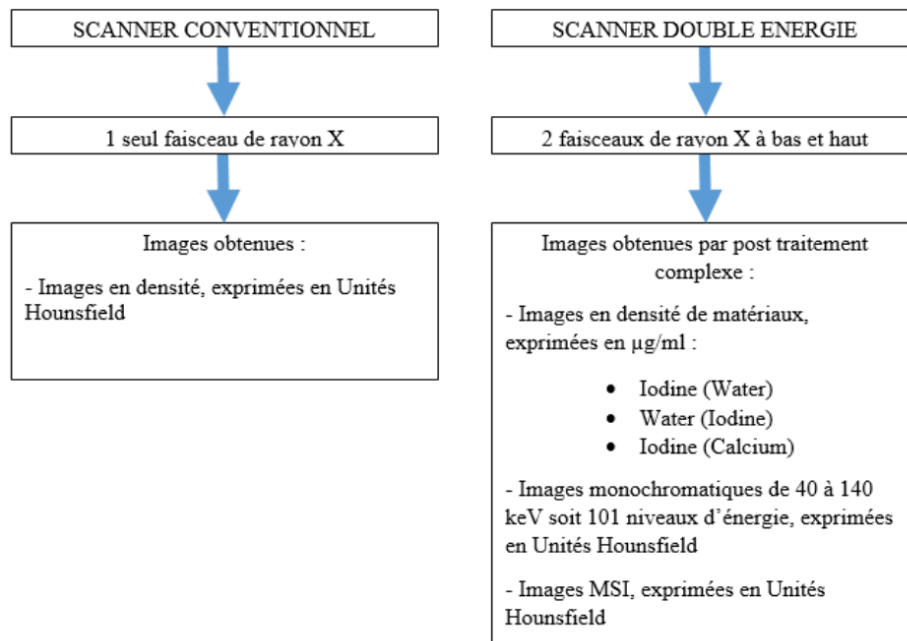 SCANNER CONVENTIONNEL
1 seul faisceau de rayon X
Images obtenues :
- Images en densité, exprimées en Unités
Hounsfield
SCANNER DOUBLE ENERGIE
2 faisceaux de rayon X à bas et haut
Images obtenues par post traitement
complexe :
- Images en densité de matériaux,
exprimées en µg/ml :
• Iodine (Water)
• Water (Iodine)
• Iodine (Calcium)
- Images monochromatiques de 40 à 140
keV soit 101 niveaux d’énergie, exprimées
en Unités Hounsfield
- Images MSI, exprimées en Unités
Hounsfield